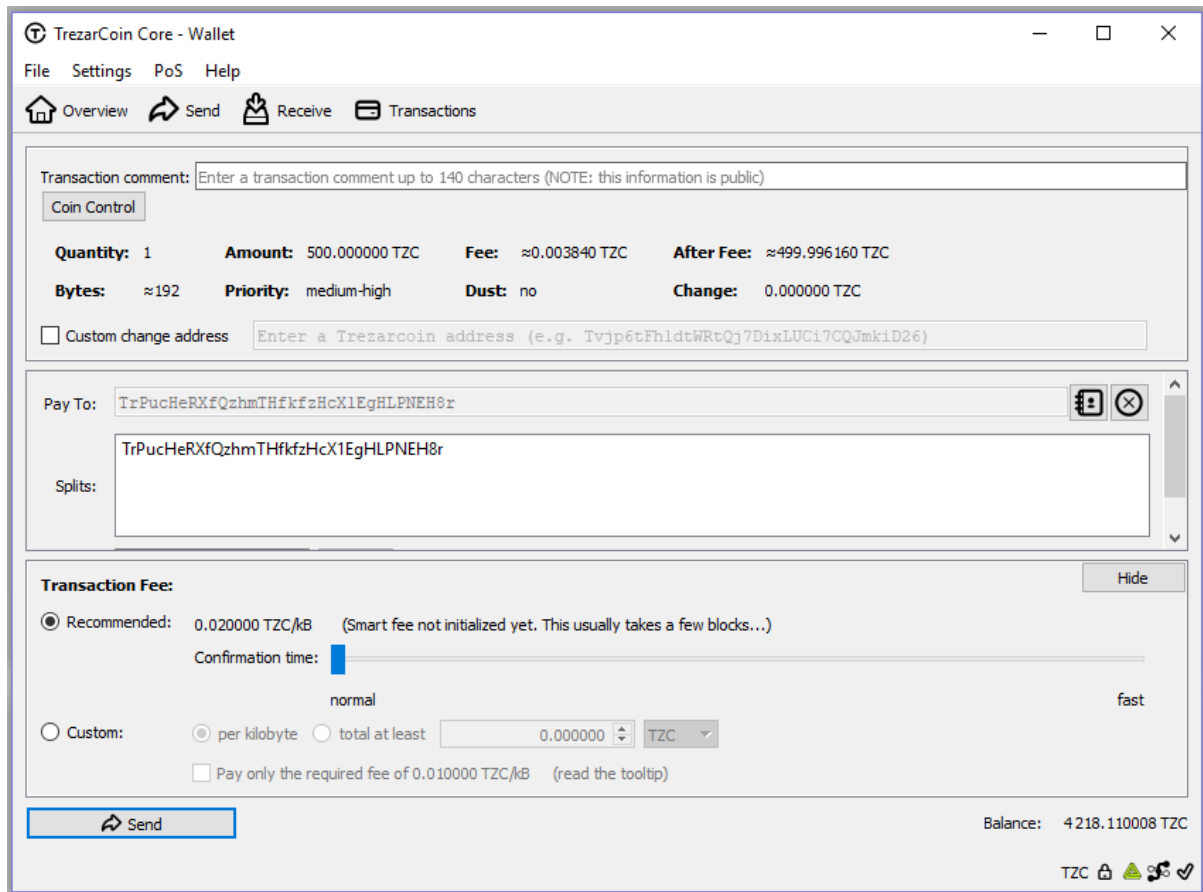 TrezarCoin Core - Wallet
File Settings PoS Help
Overview Send Receive Transactions
Transaction comment: Enter a transaction comment up to 140 characters (NOTE: this information is public)
Coin Control
Quantity: 1 Amount: 500.000000 TZC Fee: ≈0.003840 TZC After Fee: ≈499.996160 TZC
Bytes: ≈192 Priority: medium-high Dust: no Change: 0.000000 TZC
Custom change address Enter a Trezarcoin address (e.g. Tvjp6tFhldtWRtQj7DixLUCi7CQJmkiD26)
Pay To: TrPucHeRXfQzhmTHfkfzHcX1EgHLPNEH8r
TrPucHeRXfQzhmTHfkfzHcX1EgHLPNEH8r
Splits:
Transaction Fee:
Hide
Recommended: 0.020000 TZC/kB (Smart fee not initialized yet. This usually takes a few blocks...)
Confirmation time:
normal fast
Custom: per kilobyte total at least 0.000000 TZC
Pay only the required fee of 0.010000 TZC/kB (read the tooltip)
Send Balance: 4 218.110008 TZC
TZC